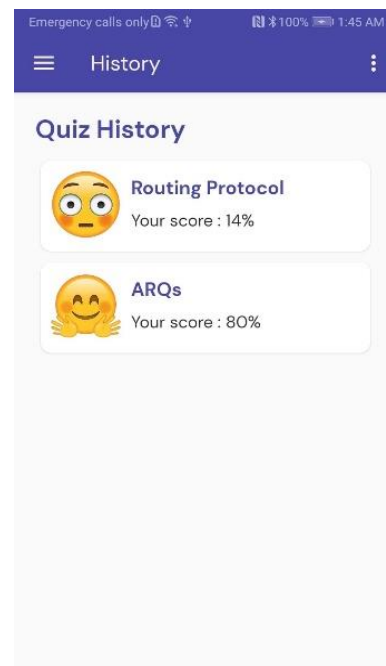 Emergency calls only 100% 1:45 AM
History
Quiz History
Routing Protocol
Your score : 14%
ARQs
Your score : 80%